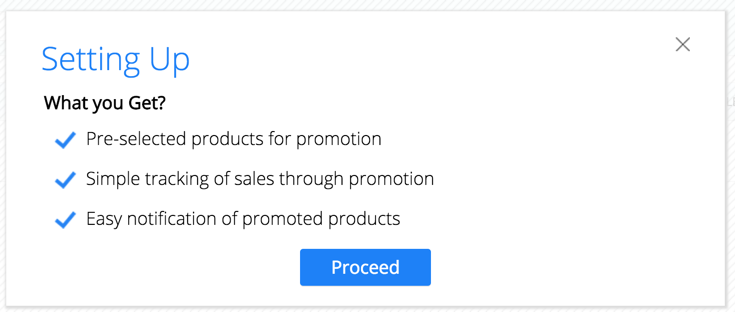 Setting Up
What you Get?
Pre-selected products for promotion
Simple tracking of sales through promotion
Easy notification of promoted products
Proceed